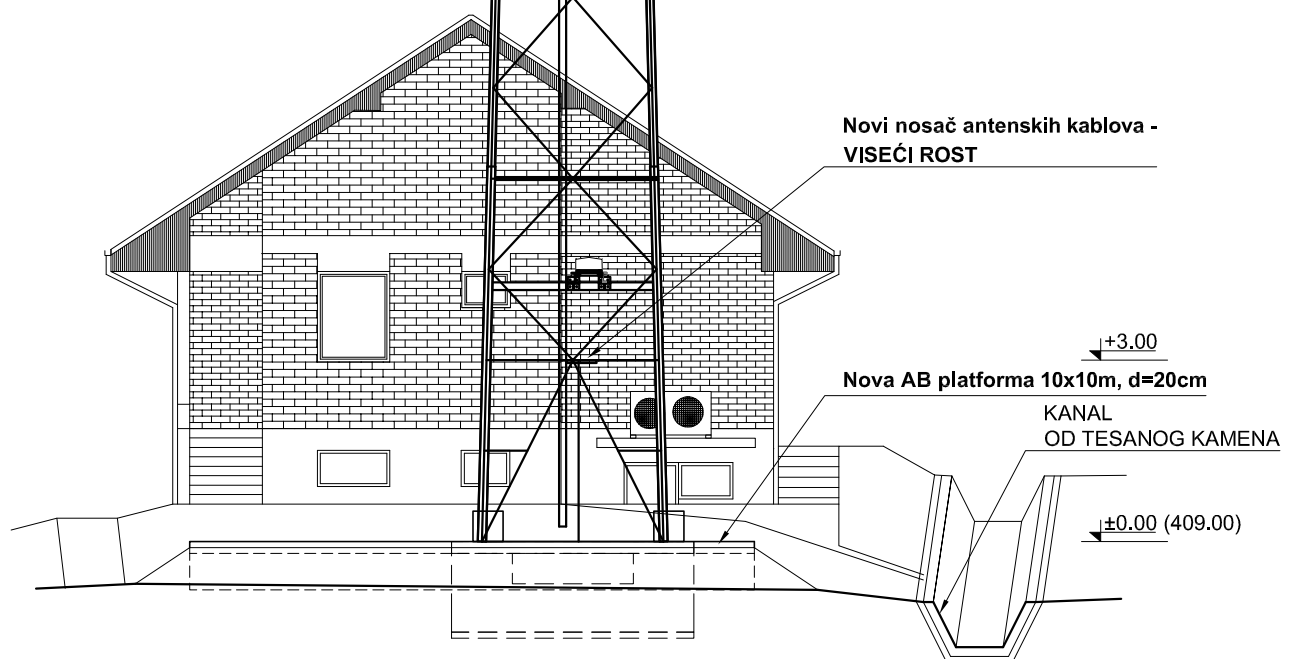 Novi nosač antenskih kablova -
VISEĆI ROST
+3.00
Nova AB platforma 10x10m, d=20cm
KANAL
OD TESANOG KAMENA
±0.00 (409.00)